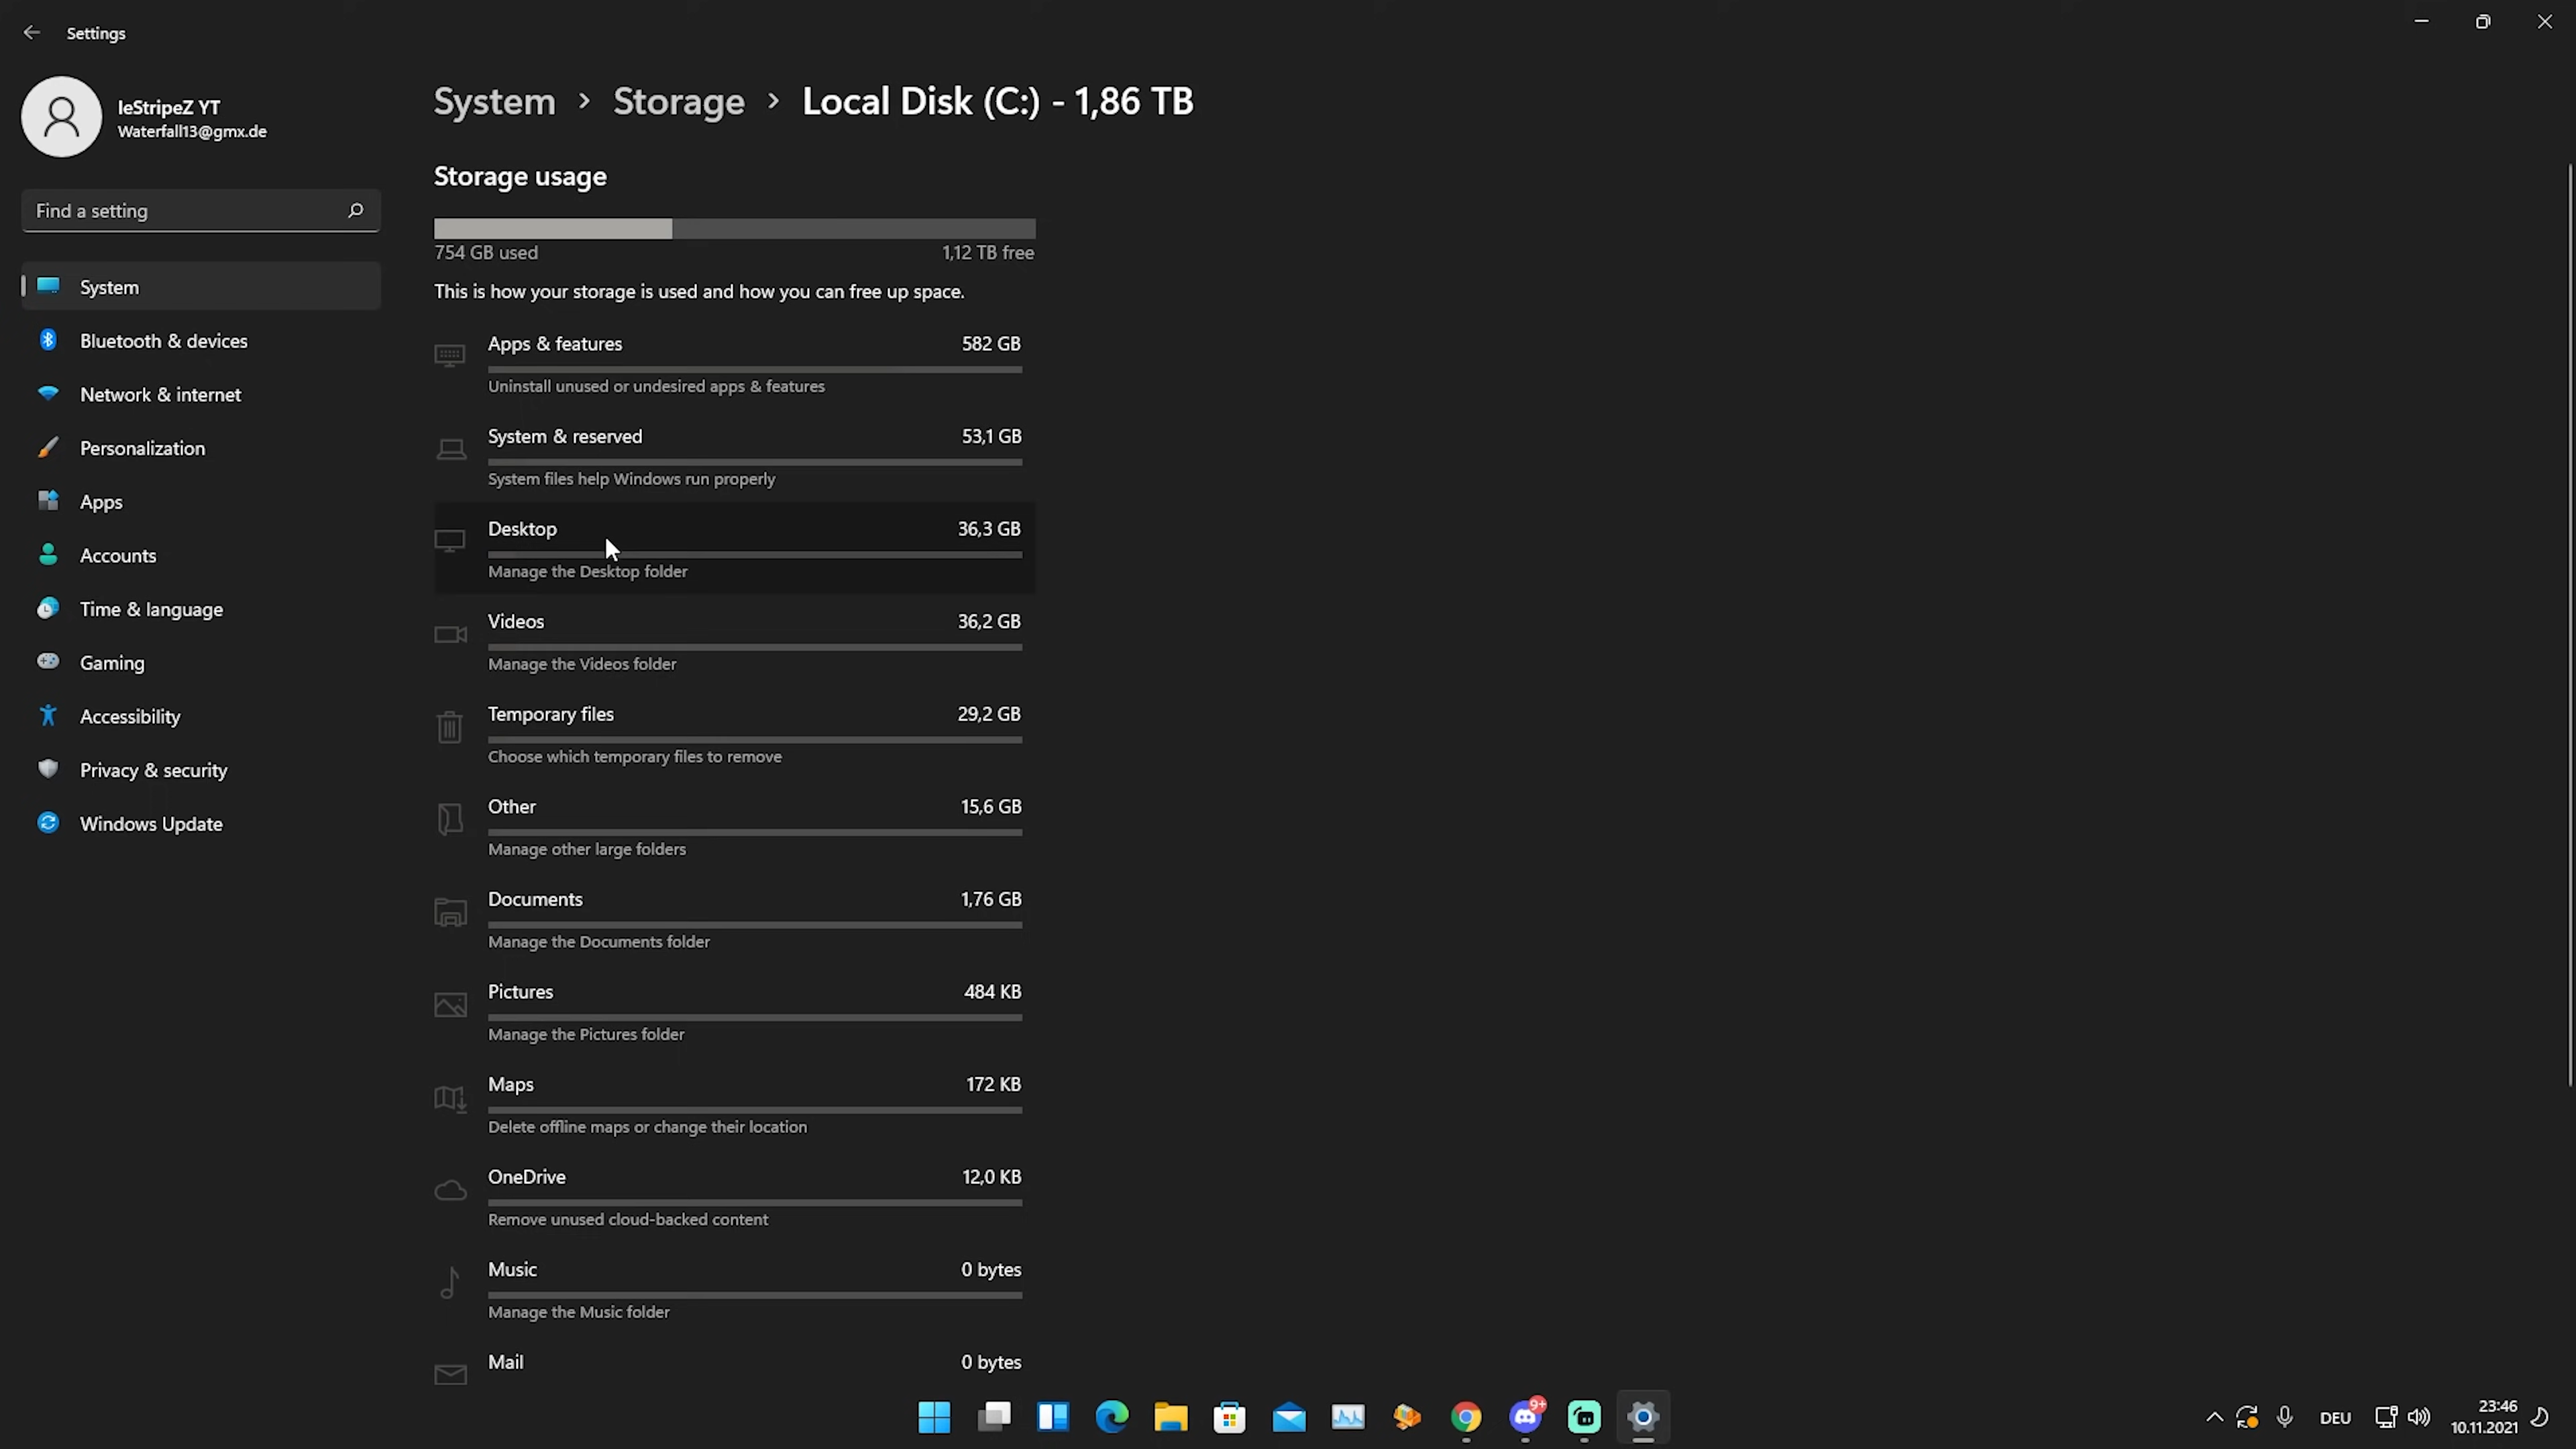 Settings
IeStripeZ YT
Waterfall13@gmx.de
Find a setting
System
Bluetooth & devices
Network & internet
Personalization
Apps
Accounts
Time & language
Gaming
Accessibility
Privacy & security
Windows Update
System > Storage > Local Disk (C:) - 1,86 TB
Storage usage
754 GB used 1,12 TB free
This is how your storage is used and how you can free up space.
Apps & features 582 GB
Uninstall unused or undesired apps & features
System & reserved 53,1 GB
System files help Windows run properly
Desktop 36,3 GB
Manage the Desktop folder
Videos 36,2 GB
Manage the Videos folder
Temporary files 29,2 GB
Choose which temporary files to remove
Other 15,6 GB
Manage other large folders
Documents 1,76 GB
Manage the Documents folder
Pictures 484 KB
Manage the Pictures folder
Maps 172 KB
Delete offline maps or change their location
OneDrive 12,0 KB
Remove unused cloud-backed content
Music 0 bytes
Manage the Music folder
Mail 0 bytes
9+
DEU
23:46
10.11.2021